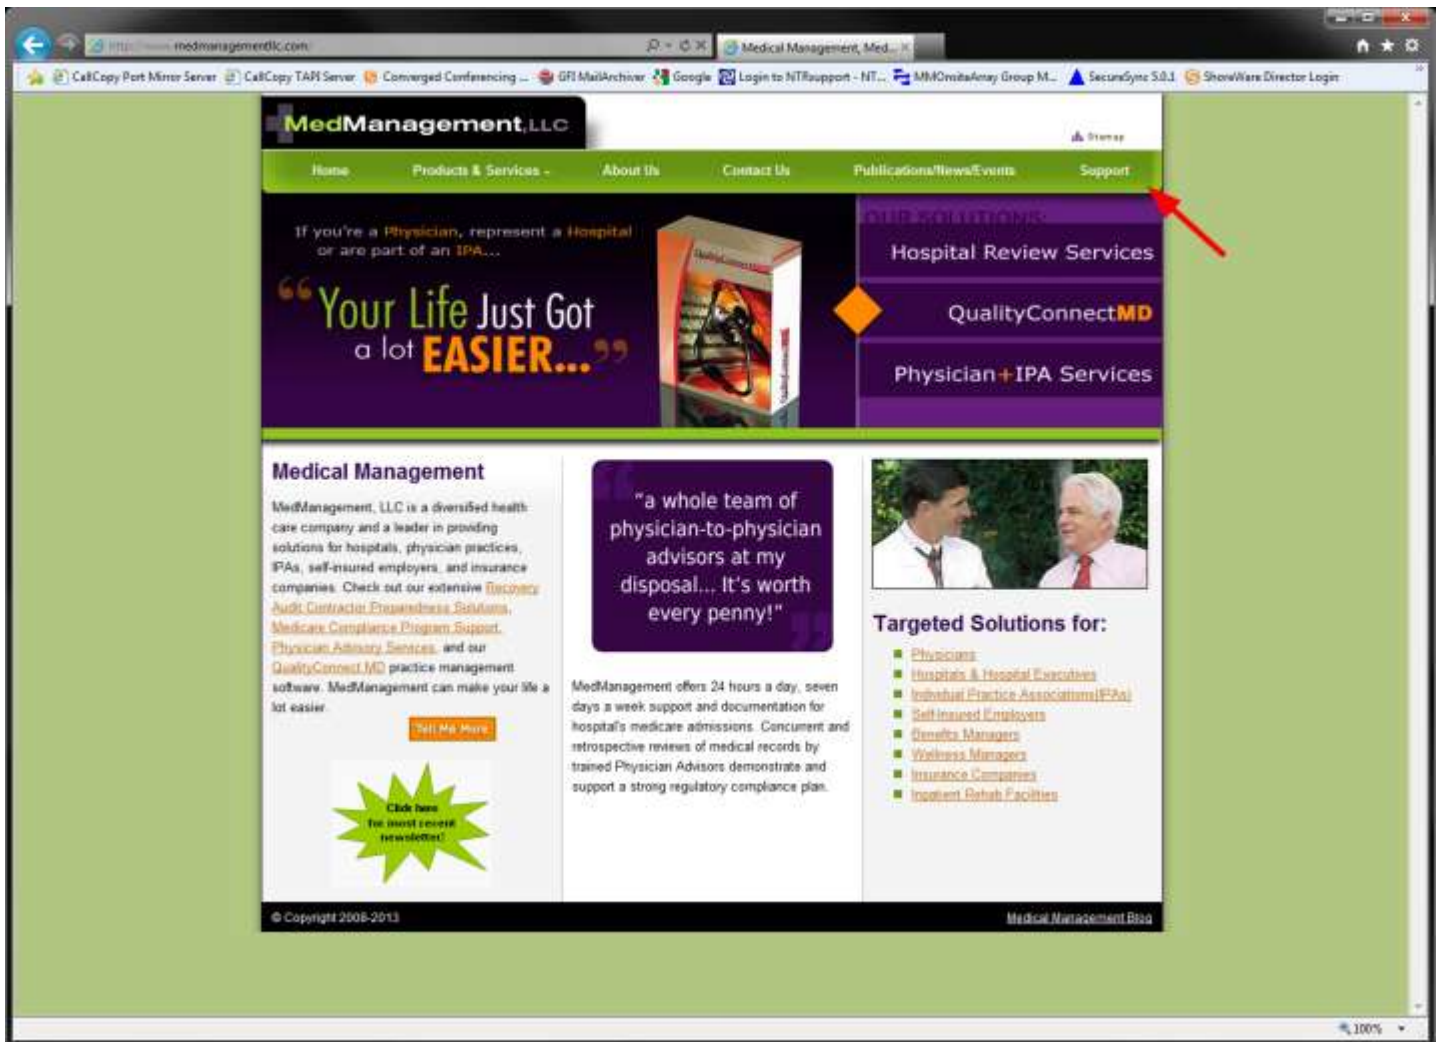 medmanagementllc.com
Medical Management, Med...
CallCopy Port Mirror Server
CallCopy TAPI Server
Converged Conferencing ...
GFI MailArchiver
Google
Login to NTRsupport - NT...
MMOnsiteArray Group M...
SecureSync 5.0.1
ShoreWare Director Login
MedManagement,LLC
Sitemap
Home
Products & Services
About Us
Contact Us
Publications/News/Events
Support
If you're a Physician, represent a Hospital
or are part of an IPA...
“Your Life Just Got
a lot EASIER...”
OUR SOLUTIONS:
Hospital Review Services
QualityConnectMD
Physician+IPA Services
Medical Management
MedManagement, LLC is a diversified health
care company and a leader in providing
solutions for hospitals, physician practices,
IPAs, self-insured employers, and insurance
companies. Check out our extensive Recovery
Audit Contractor Preparedness Solutions,
Medicare Compliance Program Support,
Physician Advisory Services, and our
QualityConnect MD practice management
software. MedManagement can make your life a
lot easier.
Tell Me More
Click here
for most recent
newsletter!
"a whole team of
physician-to-physician
advisors at my
disposal... It's worth
every penny!"
MedManagement offers 24 hours a day, seven
days a week support and documentation for
hospital's medicare admissions. Concurrent and
retrospective reviews of medical records by
trained Physician Advisors demonstrate and
support a strong regulatory compliance plan.
Targeted Solutions for:
Physicians
Hospitals & Hospital Executives
Individual Practice Associations(IPAs)
Self-Insured Employers
Benefits Managers
Wellness Managers
Insurance Companies
Inpatient Rehab Facilities
© Copyright 2008-2013
Medical Management Blog
100%